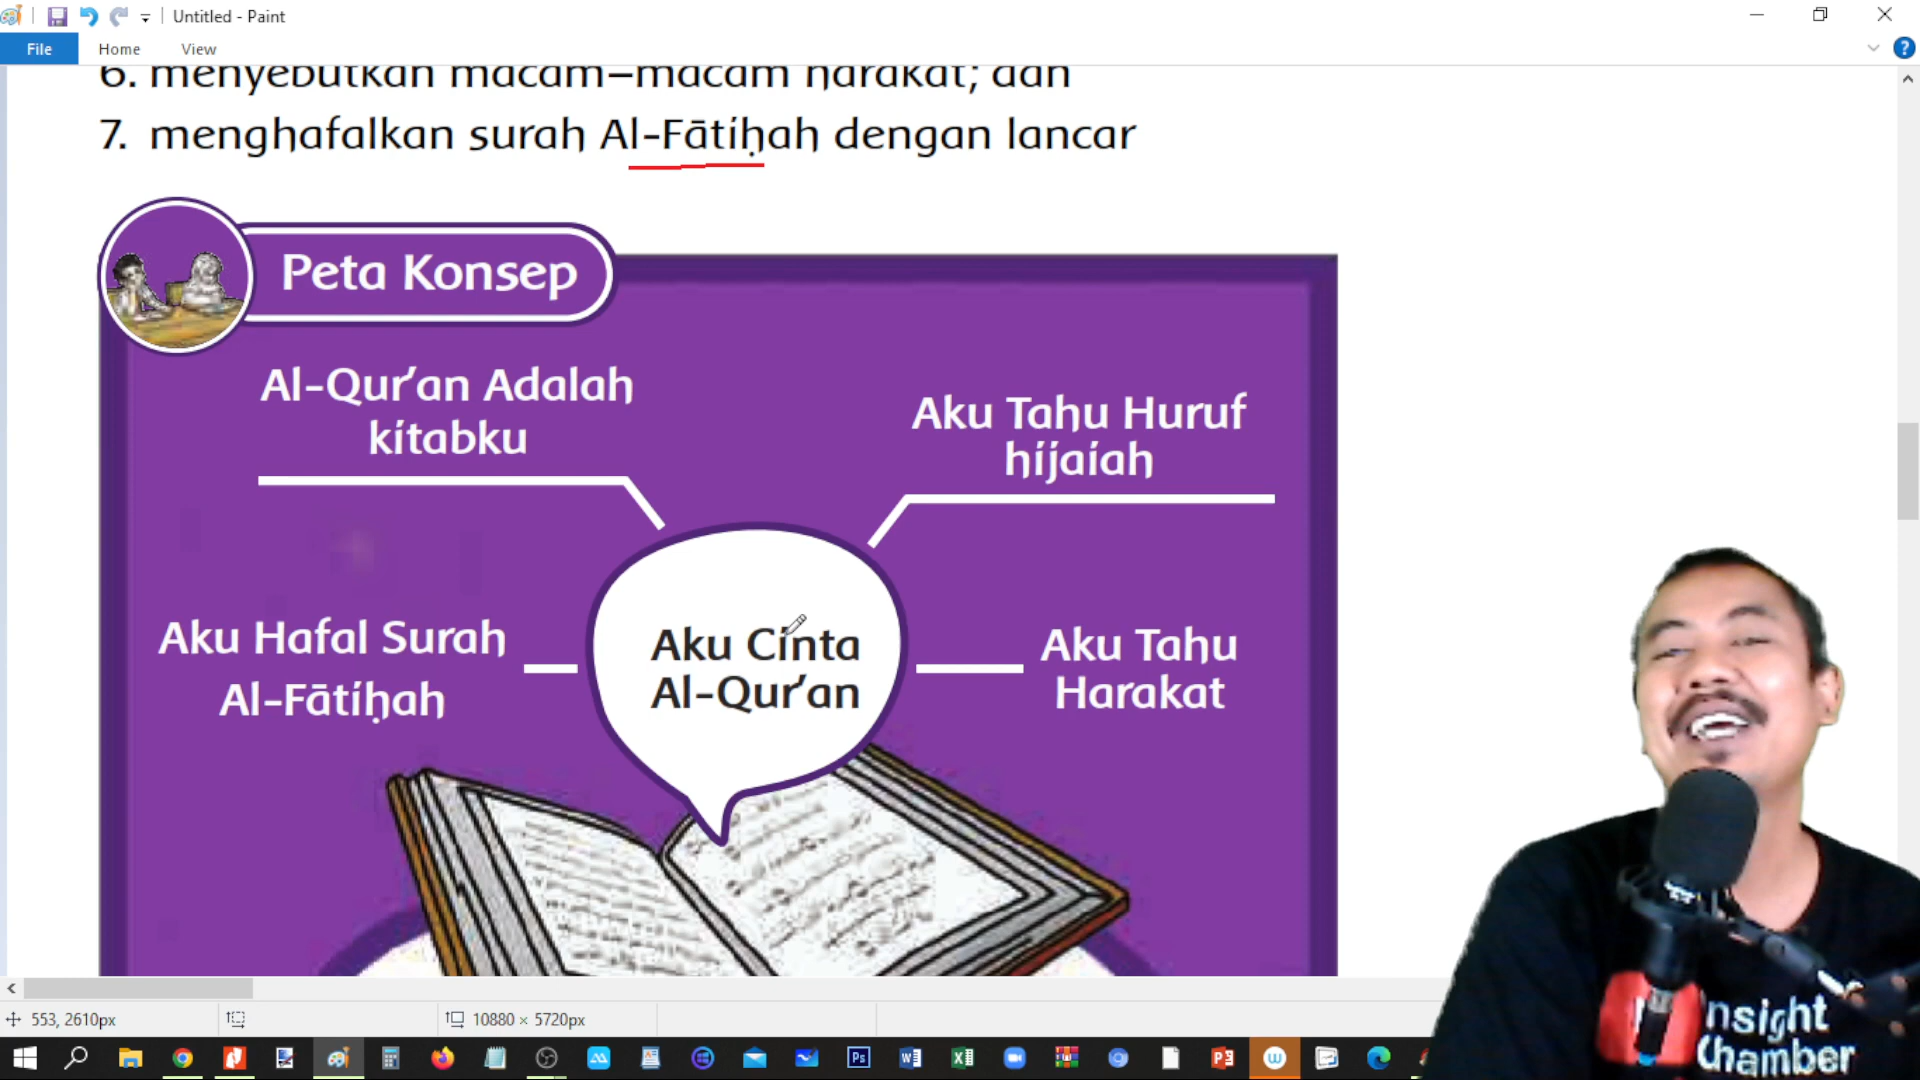 Untitled - Paint
File
Home
View
6. menyebutkan macam-macam harakat; dan
7. menghafalkan surah Al-Fātiḥah dengan lancar
Peta Konsep
Al-Qur'an Adalah
kitabku
Aku Tahu Huruf
hijaiah
Aku Hafal Surah
Al-Fātiḥah
Aku Cinta
Al-Qur'an
Aku Tahu
Harakat
553, 2610px
10880 × 5720px
Insight
Chamber